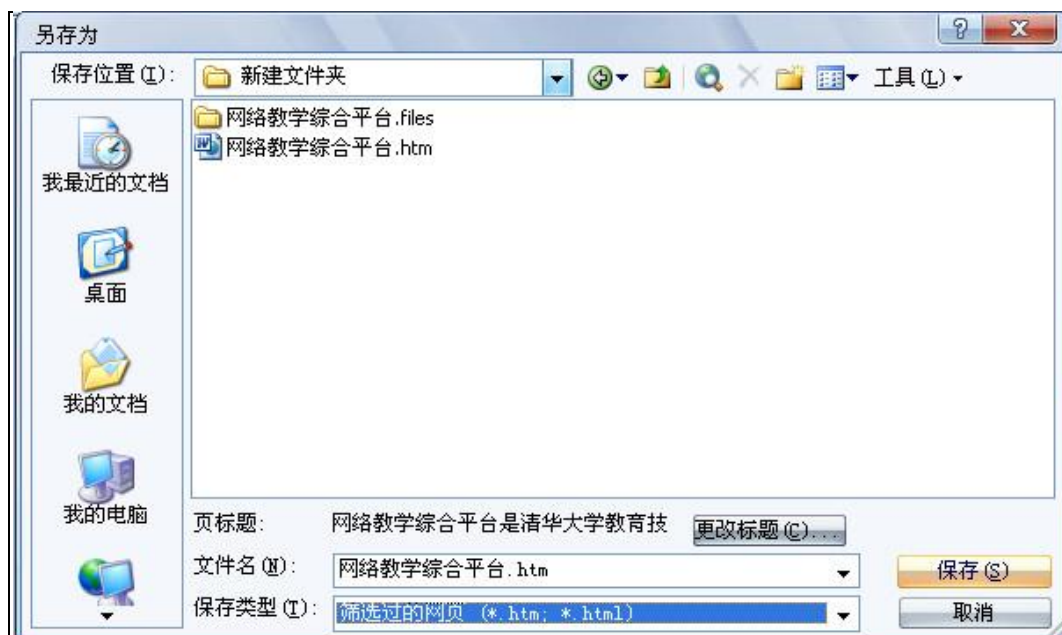 另存为
保存位置(I): 新建文件夹 工具(L)
网络教学综合平台.files
网络教学综合平台.htm
我最近的文档
桌面
我的文档
我的电脑
页标题: 网络教学综合平台是清华大学教育技 更改标题(C)...
文件名(N): 网络教学综合平台.htm 保存(S)
保存类型(T): 筛选过的网页 (*.htm; *.html) 取消